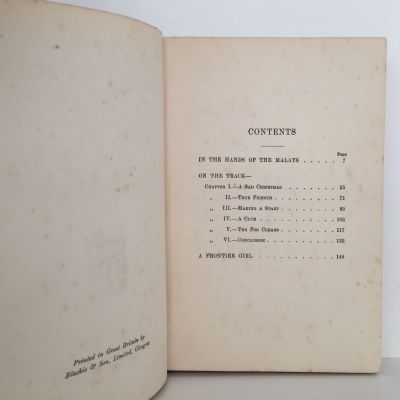 Printed in Great Britain by
Blackie & Son, Limited, Glasgow
CONTENTS
Page
IN THE HANDS OF THE MALAYS . . . . . 7
ON THE TRACK—
CHAPTER I.—A SAD CHRISTMAS . . . . . . 55
„ II.—TRUE FRIENDS . . . . . . . 71
„ III.—MAKING A START . . . . . . 89
„ IV.—A CLUE . . . . . . . . 102
„ V.—THE FOG CLEARS . . . . . . 117
„ VI.—CONCLUSION . . . . . . . 132
A FRONTIER GIRL . . . . . . . . 149